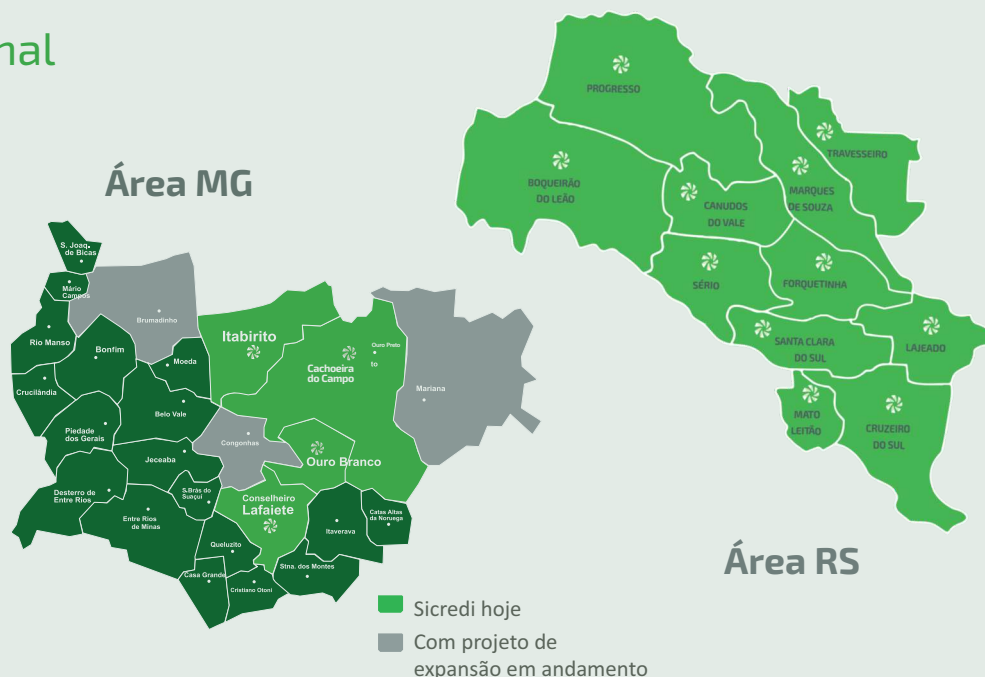 nal
Área MG
S. Joaq.
de Bicas
Mário
Campos
Brumadinho
Rio Manso
Bonfim
Moeda
Crucilândia
Belo Vale
Piedade
dos Gerais
Jeceaba
Congonhas
Desterro de
Entre Rios
S.Brás do
Suaçuí
Entre Rios
de Minas
Queluzito
Casa Grande
Cristiano Otoni
Itabirito
Cachoeira
do Campo
Ouro Preto
to
Mariana
Ouro Branco
Conselheiro
Lafaiete
Itaverava
Catas Altas
da Noruega
Stna. dos Montes
PROGRESSO
TRAVESSEIRO
BOQUEIRÃO
DO LEÃO
CANUDOS
DO VALE
MARQUES
DE SOUZA
SÉRIO
FORQUETINHA
SANTA CLARA
DO SUL
LAJEADO
MATO
LEITÃO
CRUZEIRO
DO SUL
Área RS
Sicredi hoje
Com projeto de
expansão em andamento